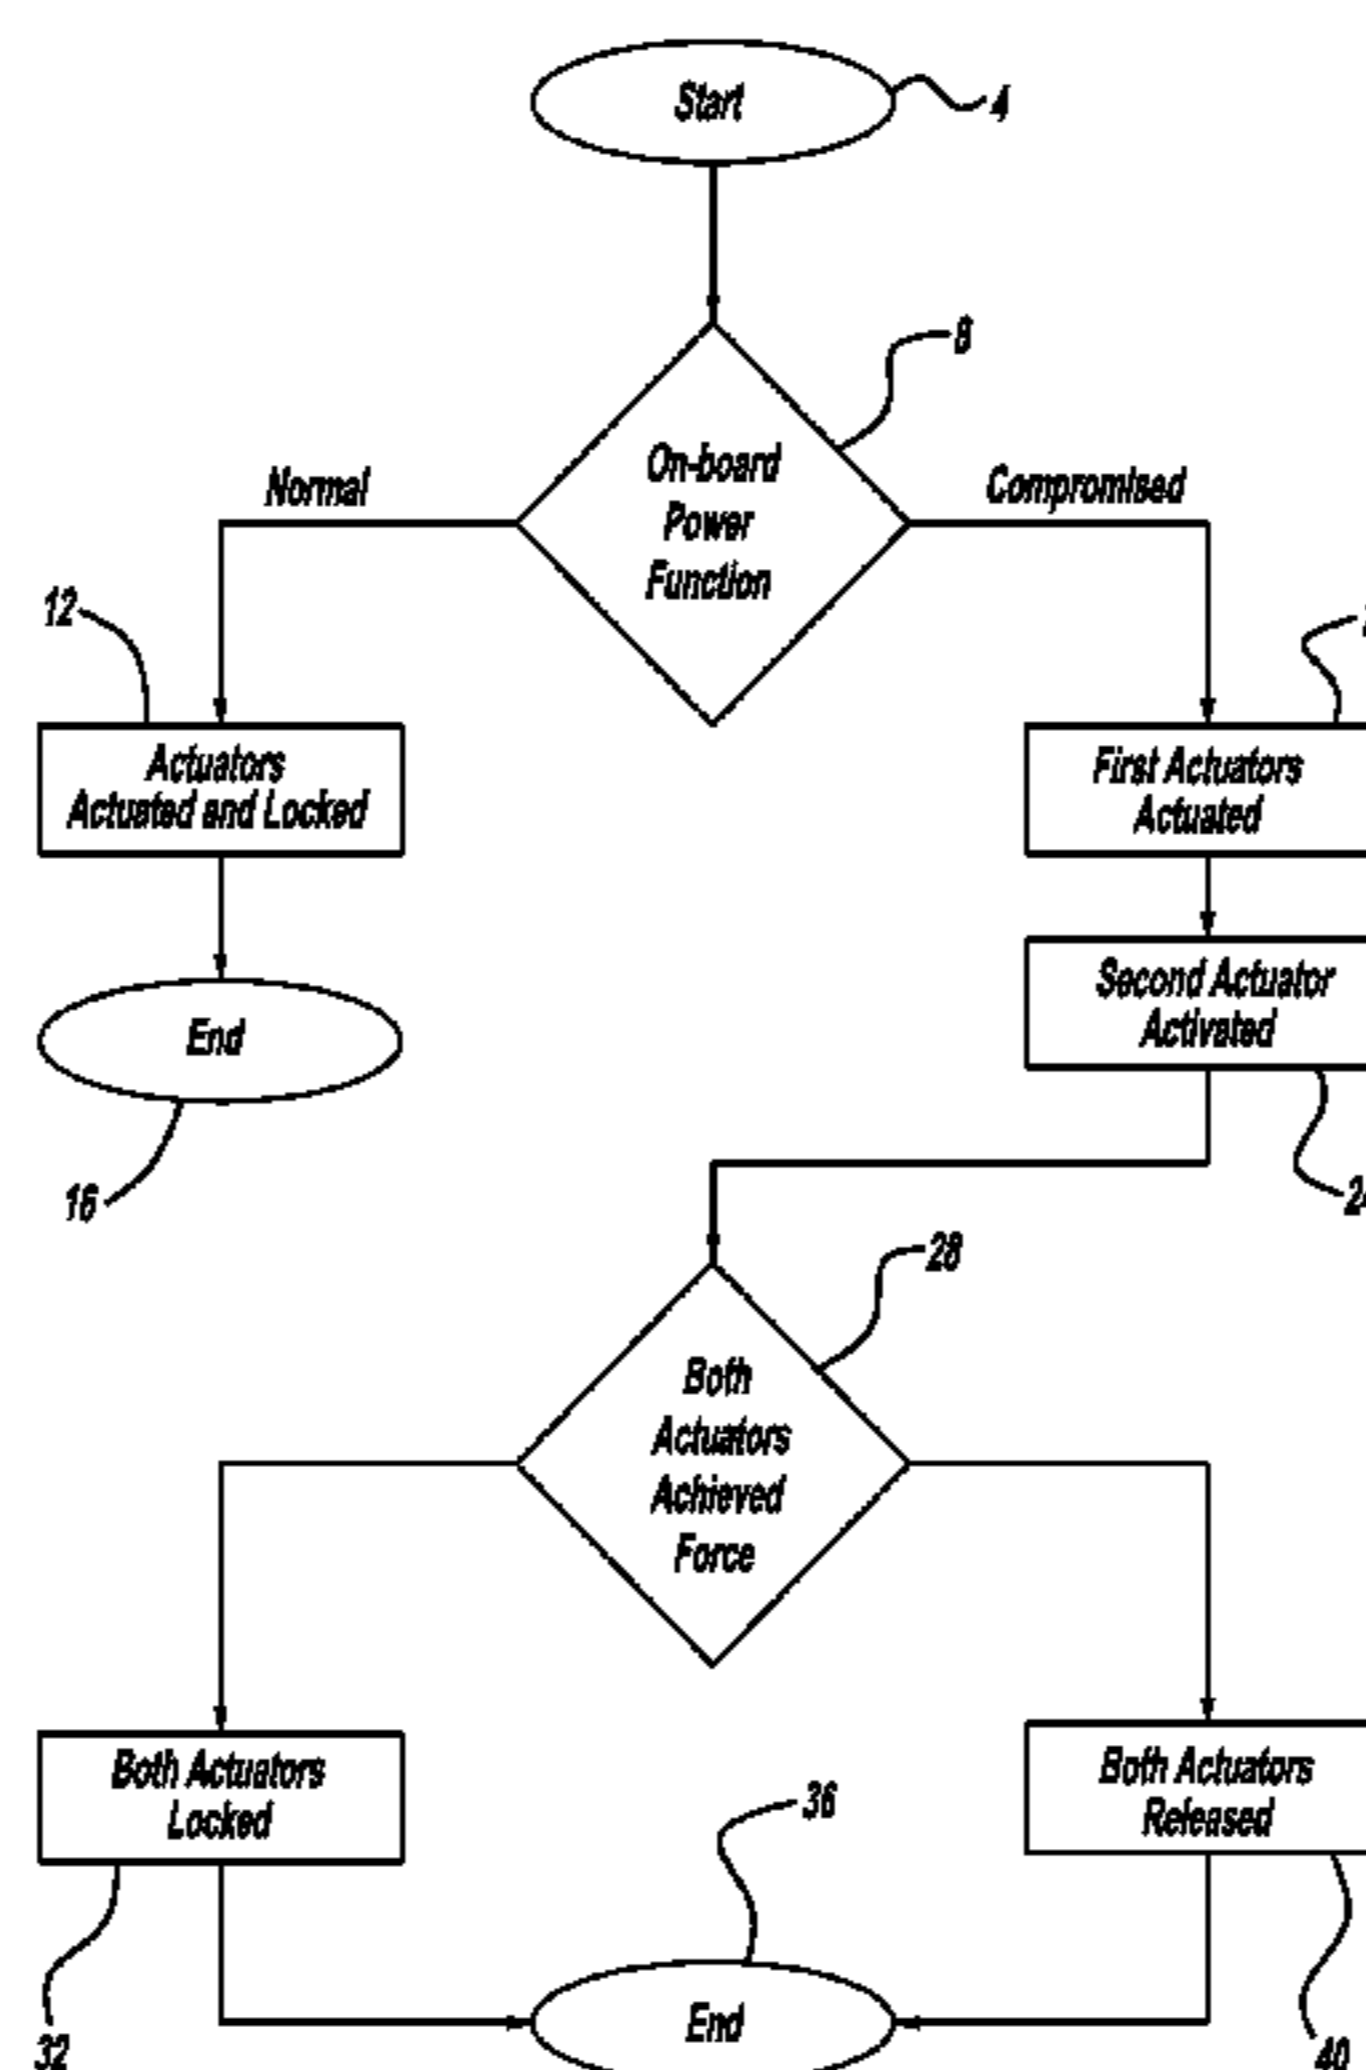 Start
4
8
On-board
Power
Function
Normal
Compromised
12
Actuators
Actuated and Locked
First Actuators
Actuated
Second Actuator
Activated
End
16
28
Both
Actuators
Achieved
Force
Both Actuators
Locked
Both Actuators
Released
36
End
32
40